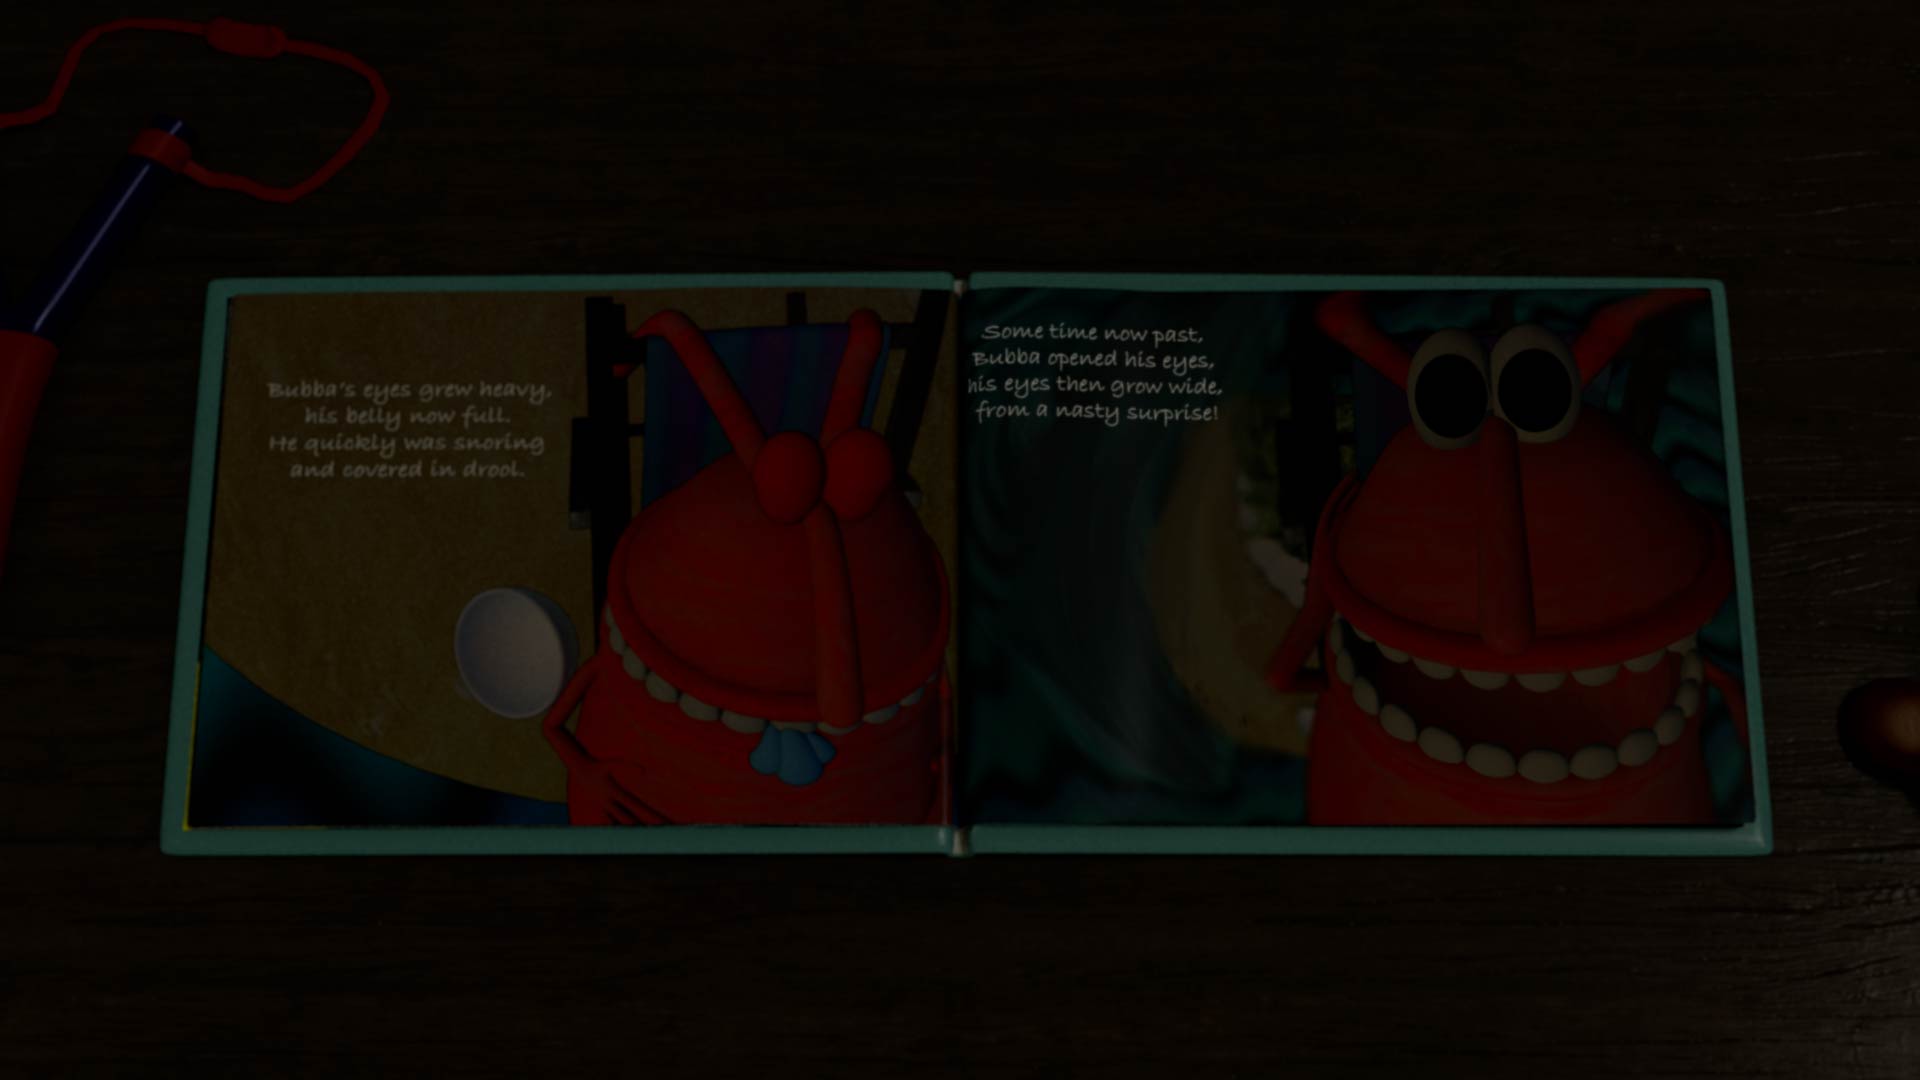 Bubba's eyes grew heavy,
his belly now full.
He quickly was snoring
and covered in drool.
Some time now past,
Bubba opened his eyes,
his eyes then grow wide,
from a nasty surprise!